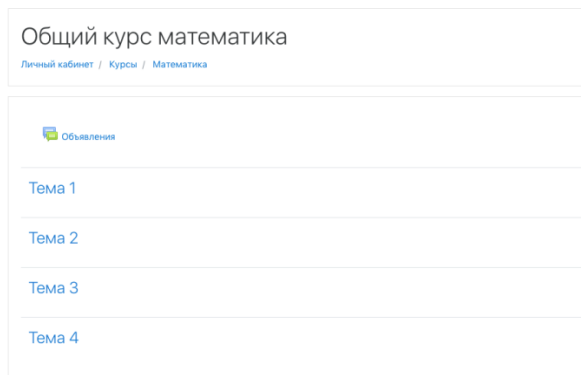 Общий курс математика
Личный кабинет / Курсы / Математика
Объявления
Тема 1
Тема 2
Тема 3
Тема 4